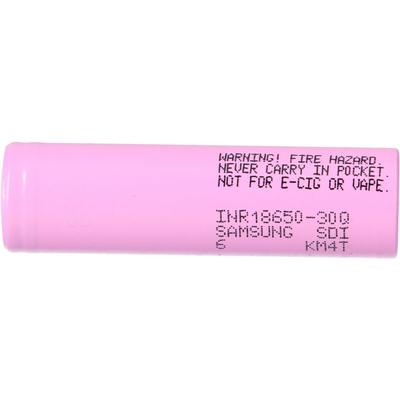 WARNING! FIRE HAZARD.
NEVER CARRY IN POCKET.
NOT FOR E-CIG OR VAPE.
INR18650-30Q
SAMSUNG SDI
6 KM4T